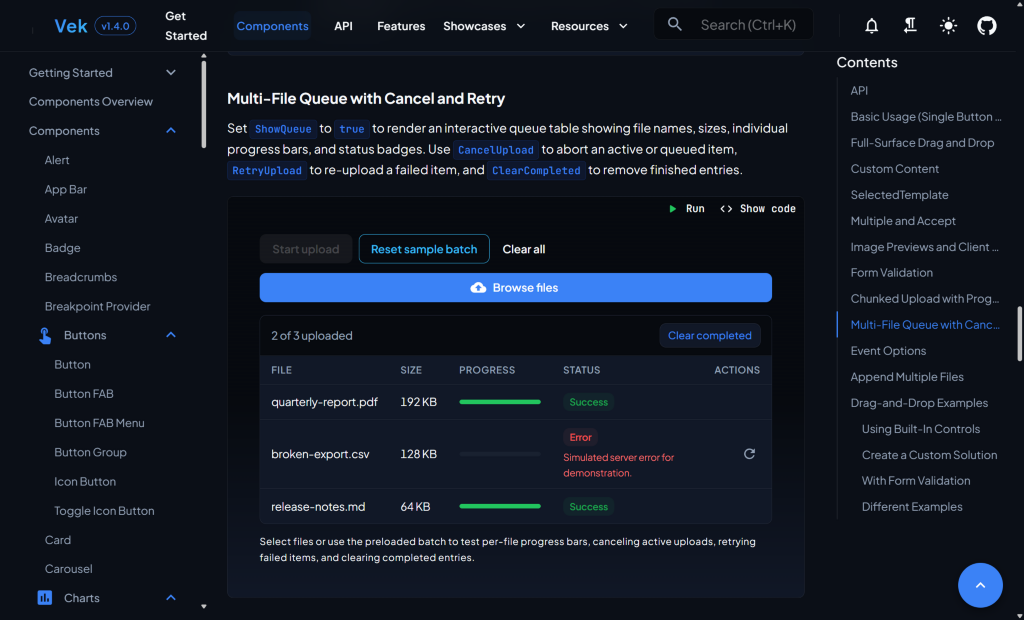 Vek
v1.4.0
Get Started
Components
API
Features
Showcases
Resources
Search (Ctrl+K)
Getting Started
Components Overview
Components
Alert
App Bar
Avatar
Badge
Breadcrumbs
Breakpoint Provider
Buttons
Button
Button FAB
Button FAB Menu
Button Group
Icon Button
Toggle Icon Button
Card
Carousel
Charts
Multi-File Queue with Cancel and Retry
Set ShowQueue to true to render an interactive queue table showing file names, sizes, individual
progress bars, and status badges. Use CancelUpload to abort an active or queued item,
RetryUpload to re-upload a failed item, and ClearCompleted to remove finished entries.
Run
Show code
Start upload
Reset sample batch
Clear all
Browse files
2 of 3 uploaded
Clear completed
FILE SIZE PROGRESS STATUS ACTIONS
quarterly-report.pdf 192 KB Success
broken-export.csv 128 KB Error
Simulated server error for
demonstration.
release-notes.md 64 KB Success
Select files or use the preloaded batch to test per-file progress bars, canceling active uploads, retrying
failed items, and clearing completed entries.
Contents
API
Basic Usage (Single Button ...
Full-Surface Drag and Drop
Custom Content
SelectedTemplate
Multiple and Accept
Image Previews and Client ...
Form Validation
Chunked Upload with Prog...
Multi-File Queue with Canc...
Event Options
Append Multiple Files
Drag-and-Drop Examples
Using Built-In Controls
Create a Custom Solution
With Form Validation
Different Examples